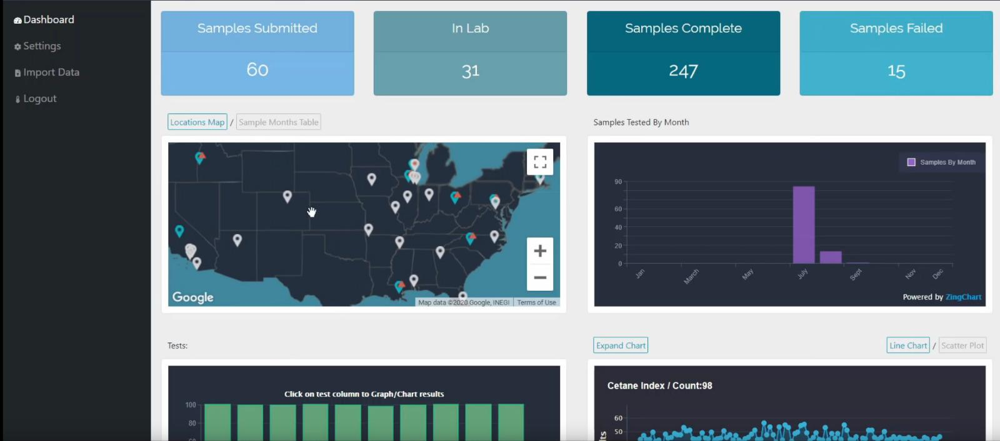 Dashboard
Settings
Import Data
Logout
Samples Submitted
60
In Lab
31
Samples Complete
247
Samples Failed
15
Locations Map / Sample Months Table
Google
Map data ©2020 Google, INEGI
Terms of Use
Samples Tested By Month
Samples By Month
90
60
40
20
0
Jan
March
May
July
Sept
Nov
Dec
Powered by ZingChart
Tests:
Click on test column to Graph/Chart results
100
80
Expand Chart
Line Chart / Scatter Plot
Cetane Index / Count:98
60
50